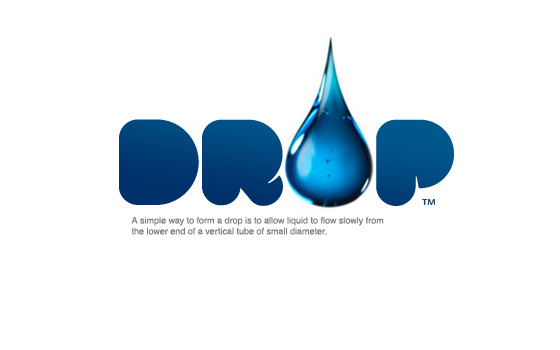 DROP
TM
A simple way to form a drop is to allow liquid to flow slowly from
the lower end of a vertical tube of small diameter.